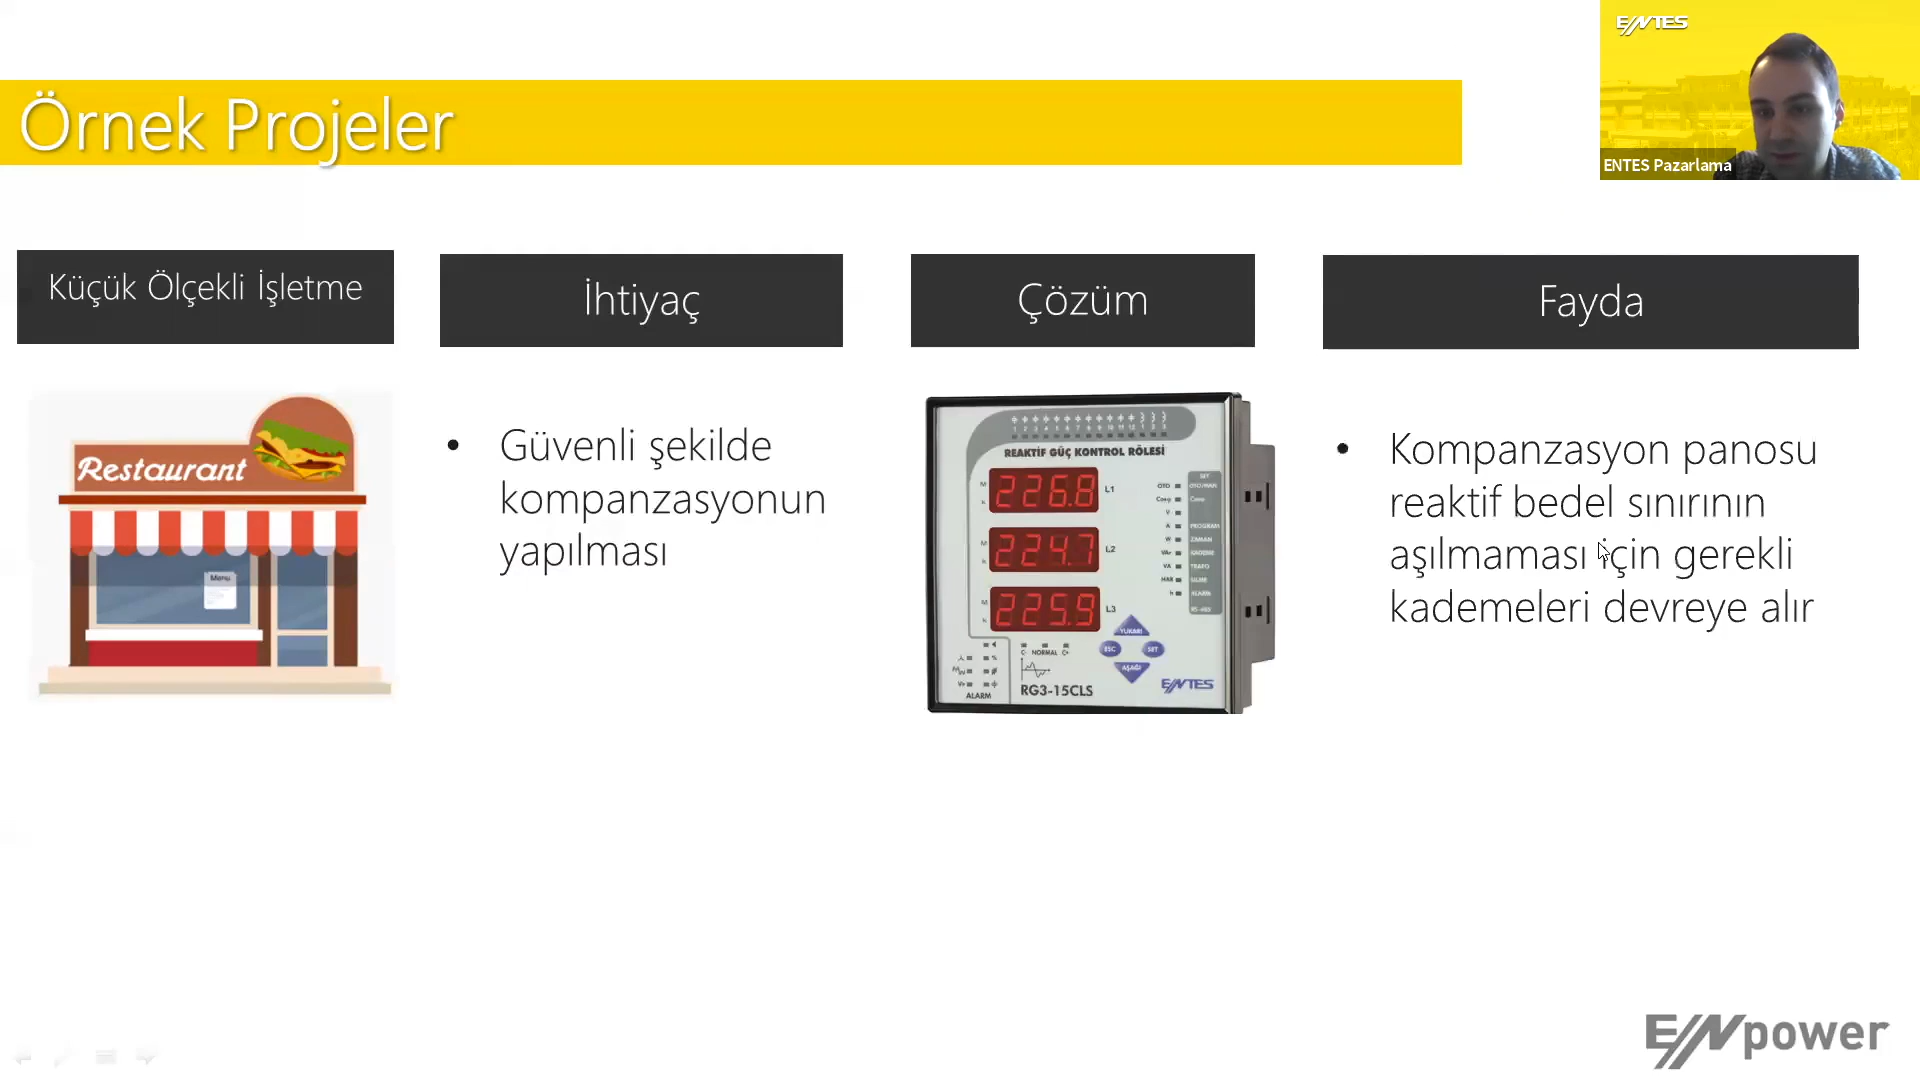 ENTES
ENTES Pazarlama
Örnek Projeler
Küçük Ölçekli İşletme
İhtiyaç
Çözüm
Fayda
Restaurant
Menu
• Güvenli şekilde
kompanzasyonun
yapılması
REAKTİF GÜÇ KONTROL RÖLESİ
226.8 L1
224.7 L2
225.9 L3
SET
OTO OTO/MAN
Cosφ Cosφ
V
A PROGRAM
W ZAMAN
VAr KADEME
VA TRAFO
HAR SİLME
h ALARM
RS-485
YUKARI
ESC SET
AŞAĞI
NORMAL
ALARM
RG3-15CLS
ENTES
• Kompanzasyon panosu
reaktif bedel sınırının
aşılmaması için gerekli
kademeleri devreye alır
ENpower